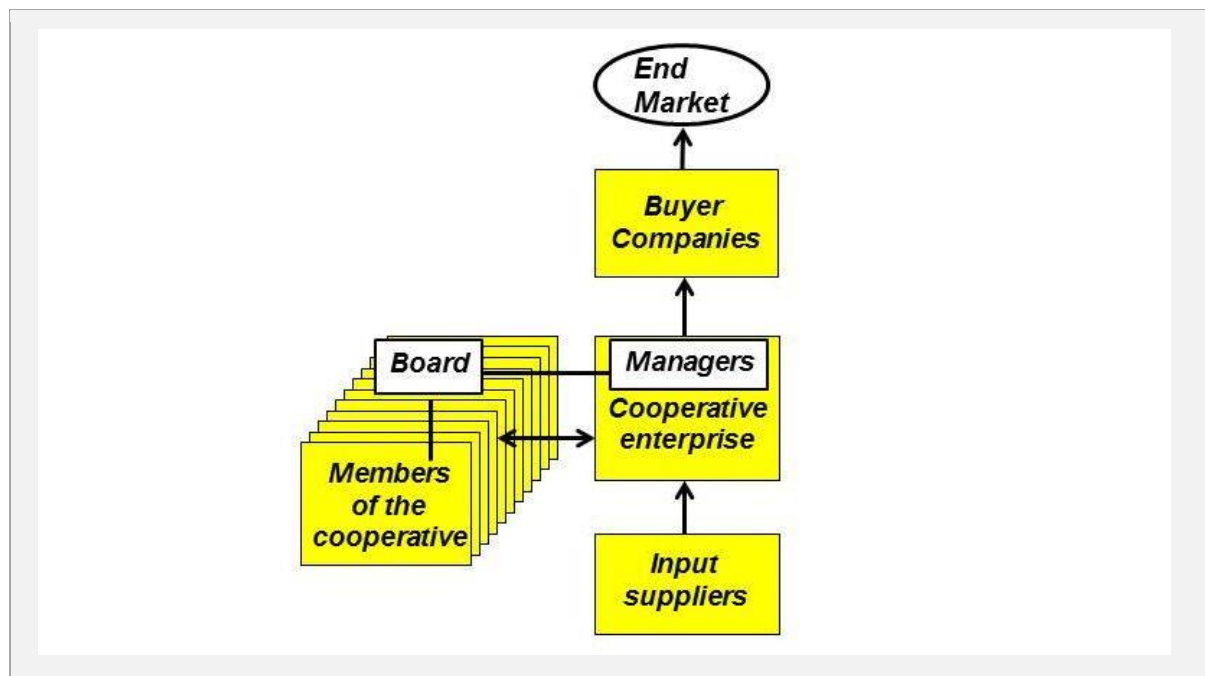 End
Market
Buyer
Companies
Board
Managers
Cooperative
enterprise
Members
of the
cooperative
Input
suppliers